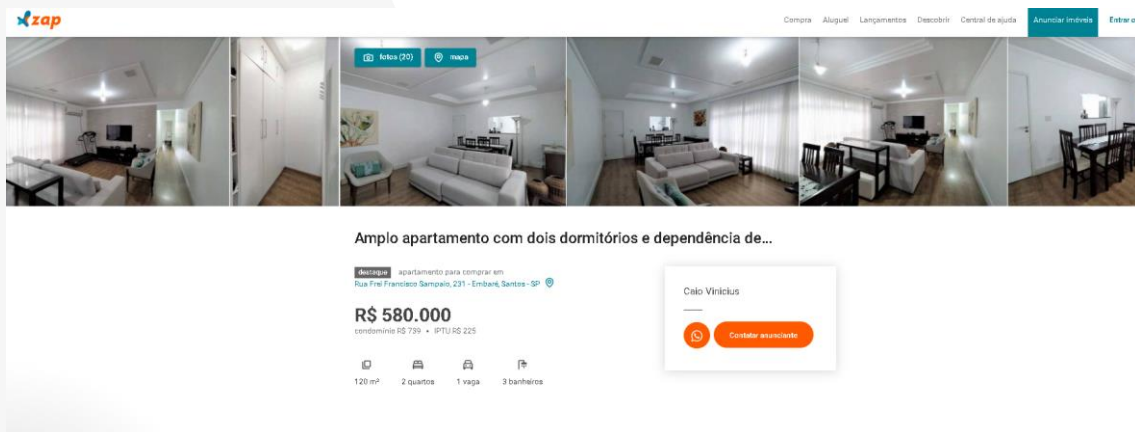 zap
Compra Aluguel Lançamentos Descobrir Central de ajuda Anunciar imóveis Entrar
fotos (20) mapa
Amplo apartamento com dois dormitórios e dependência de...
destaque apartamento para comprar em
Rua Frei Francisco Sampaio, 231 - Embaré, Santos - SP
R$ 580.000
condomínio R$ 739 • IPTU R$ 225
120 m² 2 quartos 1 vaga 3 banheiros
Caio Vinicius
Contatar anunciante